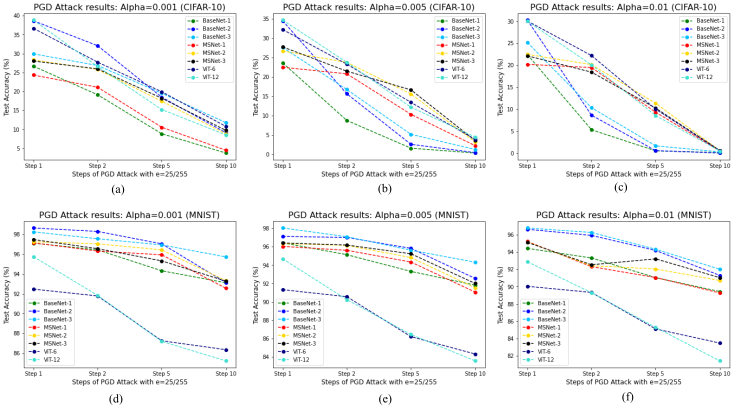 PGD Attack results: Alpha=0.001 (CIFAR-10)
Test Accuracy (%)
40
35
30
25
20
15
10
5
BaseNet-1
BaseNet-2
BaseNet-3
MSNet-1
MSNet-2
MSNet-3
ViT-6
ViT-12
Step 1
Step 2
Step 5
Step 10
Steps of PGD Attack with e=25/255
(a)
PGD Attack results: Alpha=0.005 (CIFAR-10)
Test Accuracy (%)
35
30
25
20
15
10
5
0
BaseNet-1
BaseNet-2
BaseNet-3
MSNet-1
MSNet-2
MSNet-3
ViT-6
ViT-12
Step 1
Step 2
Step 5
Step 10
Steps of PGD Attack with e=25/255
(b)
PGD Attack results: Alpha=0.01 (CIFAR-10)
Test Accuracy (%)
30
25
20
15
10
5
0
BaseNet-1
BaseNet-2
BaseNet-3
MSNet-1
MSNet-2
MSNet-3
ViT-6
ViT-12
Step 1
Step 2
Step 5
Step 10
Steps of PGD Attack with e=25/255
(c)
PGD Attack results: Alpha=0.001 (MNIST)
Test Accuracy (%)
98
96
94
92
90
88
86
BaseNet-1
BaseNet-2
BaseNet-3
MSNet-1
MSNet-2
MSNet-3
ViT-6
ViT-12
Step 1
Step 2
Step 5
Step 10
Steps of PGD Attack with e=25/255
(d)
PGD Attack results: Alpha=0.005 (MNIST)
Test Accuracy (%)
98
96
94
92
90
88
86
84
BaseNet-1
BaseNet-2
BaseNet-3
MSNet-1
MSNet-2
MSNet-3
ViT-6
ViT-12
Step 1
Step 2
Step 5
Step 10
Steps of PGD Attack with e=25/255
(e)
PGD Attack results: Alpha=0.01 (MNIST)
Test Accuracy (%)
96
94
92
90
88
86
84
82
BaseNet-1
BaseNet-2
BaseNet-3
MSNet-1
MSNet-2
MSNet-3
ViT-6
ViT-12
Step 1
Step 2
Step 5
Step 10
Steps of PGD Attack with e=25/255
(f)